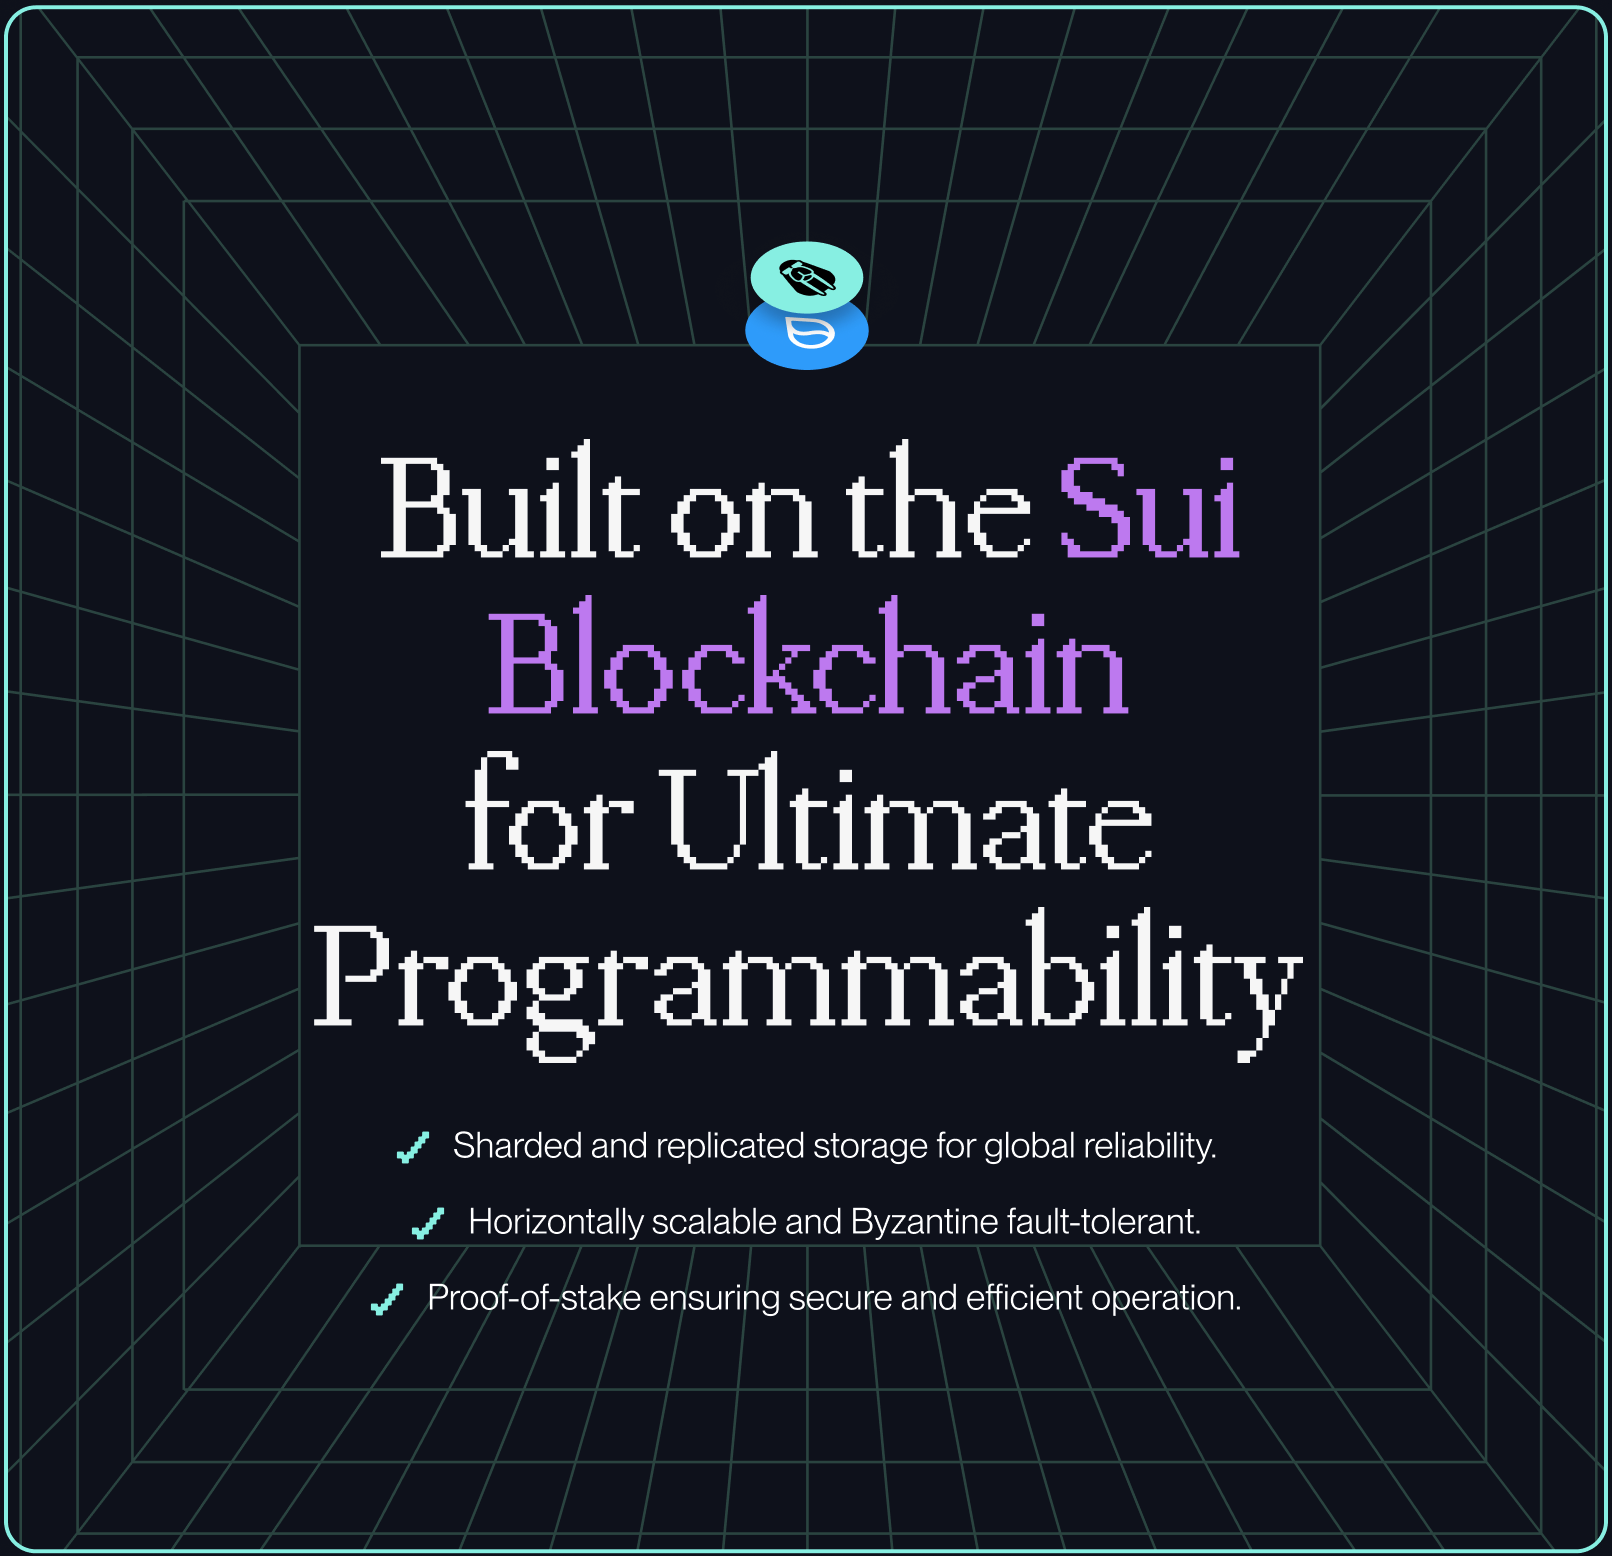 Built on the Sui
Blockchain
for Ultimate
Programmability
Sharded and replicated storage for global reliability.
Horizontally scalable and Byzantine fault-tolerant.
Proof-of-stake ensuring secure and efficient operation.